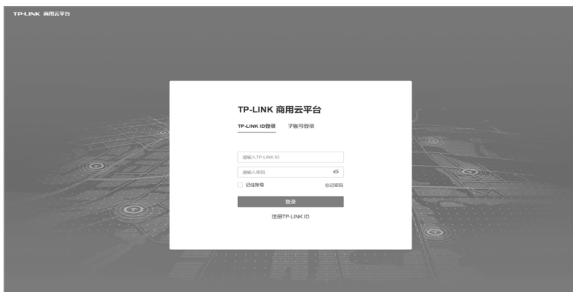 TP-LINK 商用云平台
TP-LINK 商用云平台
TP-LINK ID登录 子账号登录
请输入TP-LINK ID
请输入密码
记住账号 忘记密码
登录
注册TP-LINK ID